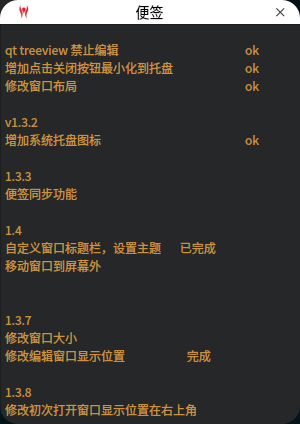 便签
qt treeview 禁止编辑 ok
增加点击关闭按钮最小化到托盘 ok
修改窗口布局 ok
v1.3.2
增加系统托盘图标 ok
1.3.3
便签同步功能
1.4
自定义窗口标题栏，设置主题 已完成
移动窗口到屏幕外
1.3.7
修改窗口大小
修改编辑窗口显示位置 完成
1.3.8
修改初次打开窗口显示位置在右上角